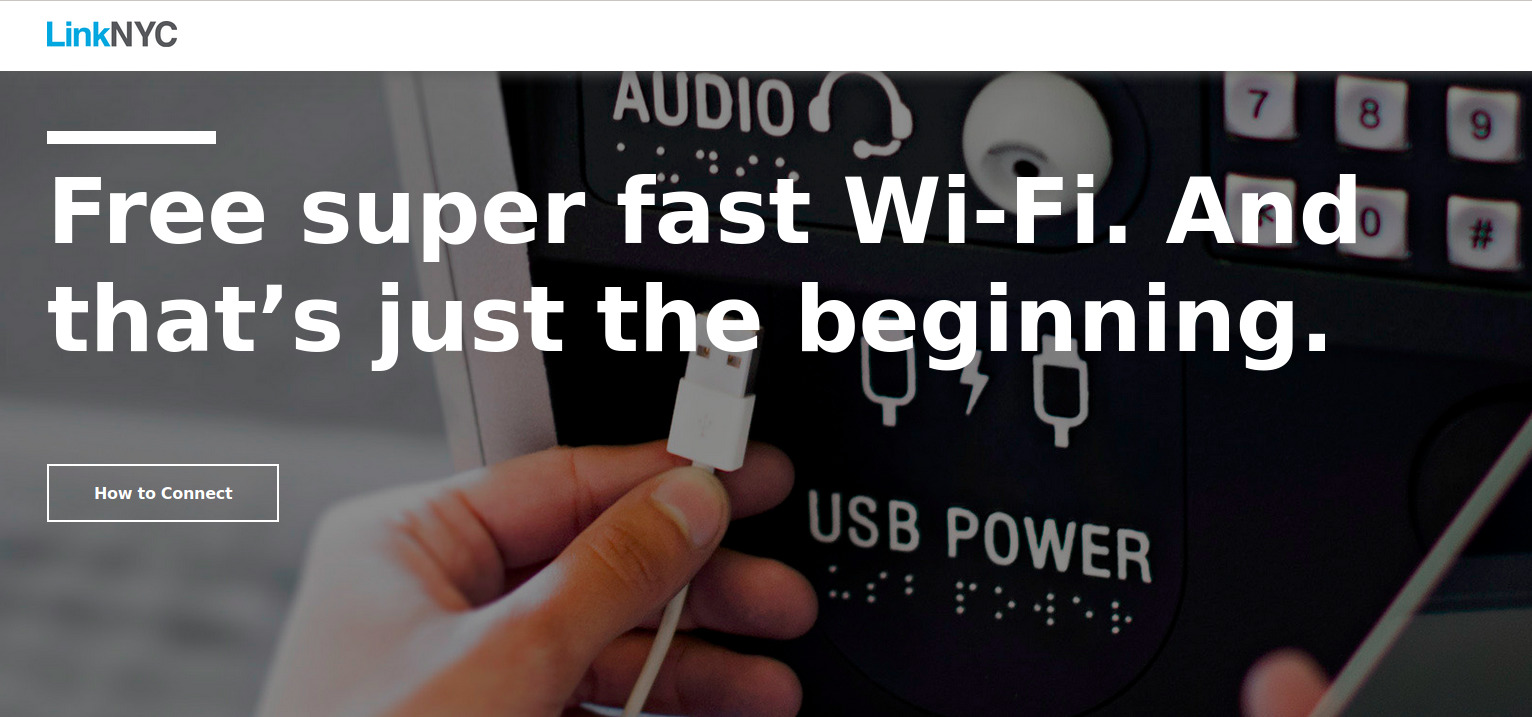 LinkNYC
AUDIO
7 8 9
0 #
Free super fast Wi-Fi. And
that’s just the beginning.
How to Connect
USB POWER